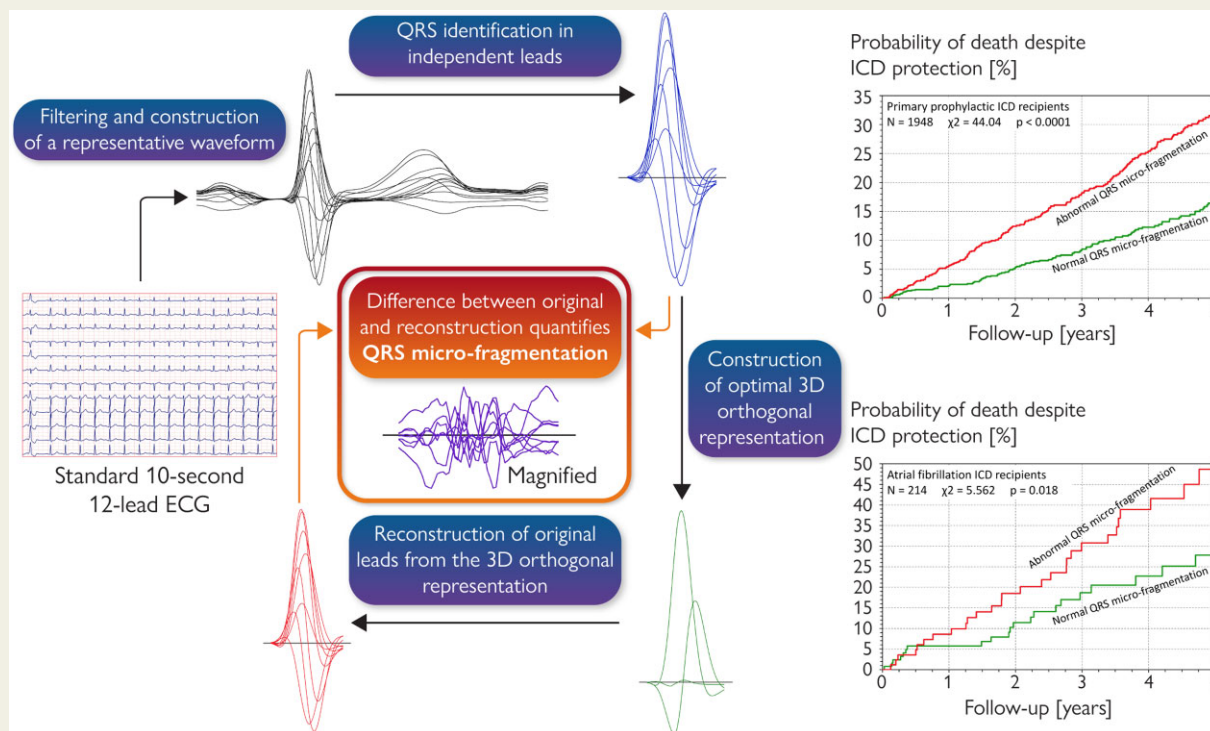 QRS identification in
independent leads
Filtering and construction
of a representative waveform
Standard 10-second
12-lead ECG
Difference between original
and reconstruction quantifies
QRS micro-fragmentation
Magnified
Construction
of optimal 3D
orthogonal
representation
Reconstruction of original
leads from the 3D orthogonal
representation
Probability of death despite
ICD protection [%]
35
30
25
20
15
10
5
0
Primary prophylactic ICD recipients
N = 1948 χ2 = 44.04 p < 0.0001
Abnormal QRS micro-fragmentation
Normal QRS micro-fragmentation
0 1 2 3 4
Follow-up [years]
Probability of death despite
ICD protection [%]
50
45
40
35
30
25
20
15
10
5
0
Atrial fibrillation ICD recipients
N = 214 χ2 = 5.562 p = 0.018
Abnormal QRS micro-fragmentation
Normal QRS micro-fragmentation
0 1 2 3 4
Follow-up [years]